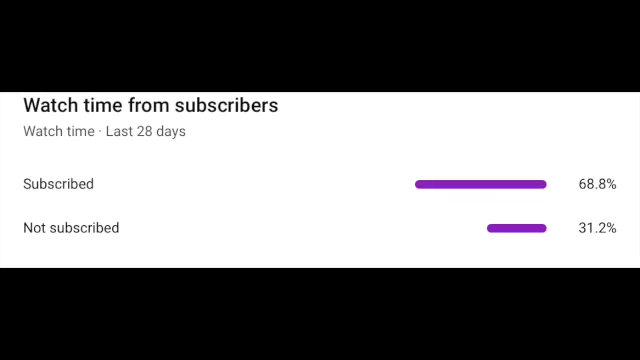 Watch time from subscribers
Watch time · Last 28 days
Subscribed 68.8%
Not subscribed 31.2%